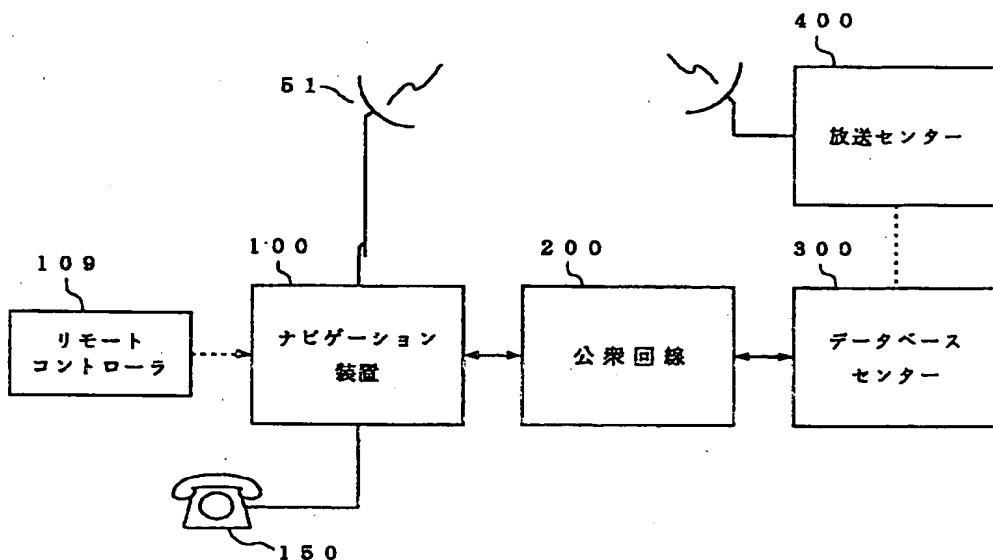 ４００
５１
放送センター
１００
２００
３００
１０９
リモート
コントローラ
ナビゲーション
装置
公衆回線
データベース
センター
１５０